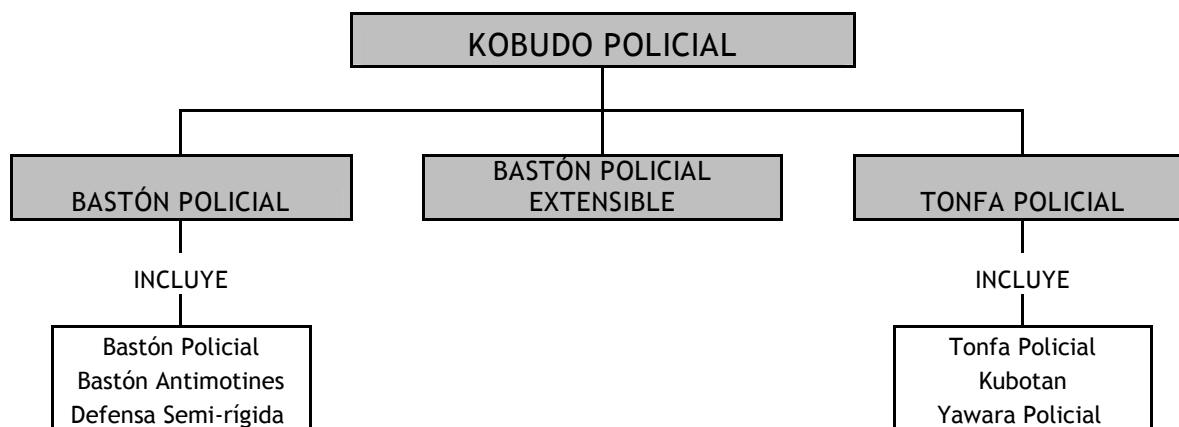 KOBUDO POLICIAL
BASTÓN POLICIAL
BASTÓN POLICIAL
EXTENSIBLE
TONFA POLICIAL
INCLUYE
INCLUYE
Bastón Policial
Bastón Antimotines
Defensa Semi-rígida
Tonfa Policial
Kubotan
Yawara Policial